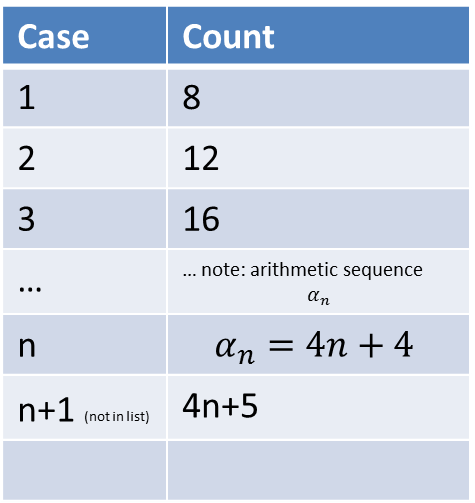 Case Count
1 8
2 12
3 16
... ... note: arithmetic sequence
αₙ
n αₙ = 4n + 4
n+1 (not in list) 4n+5